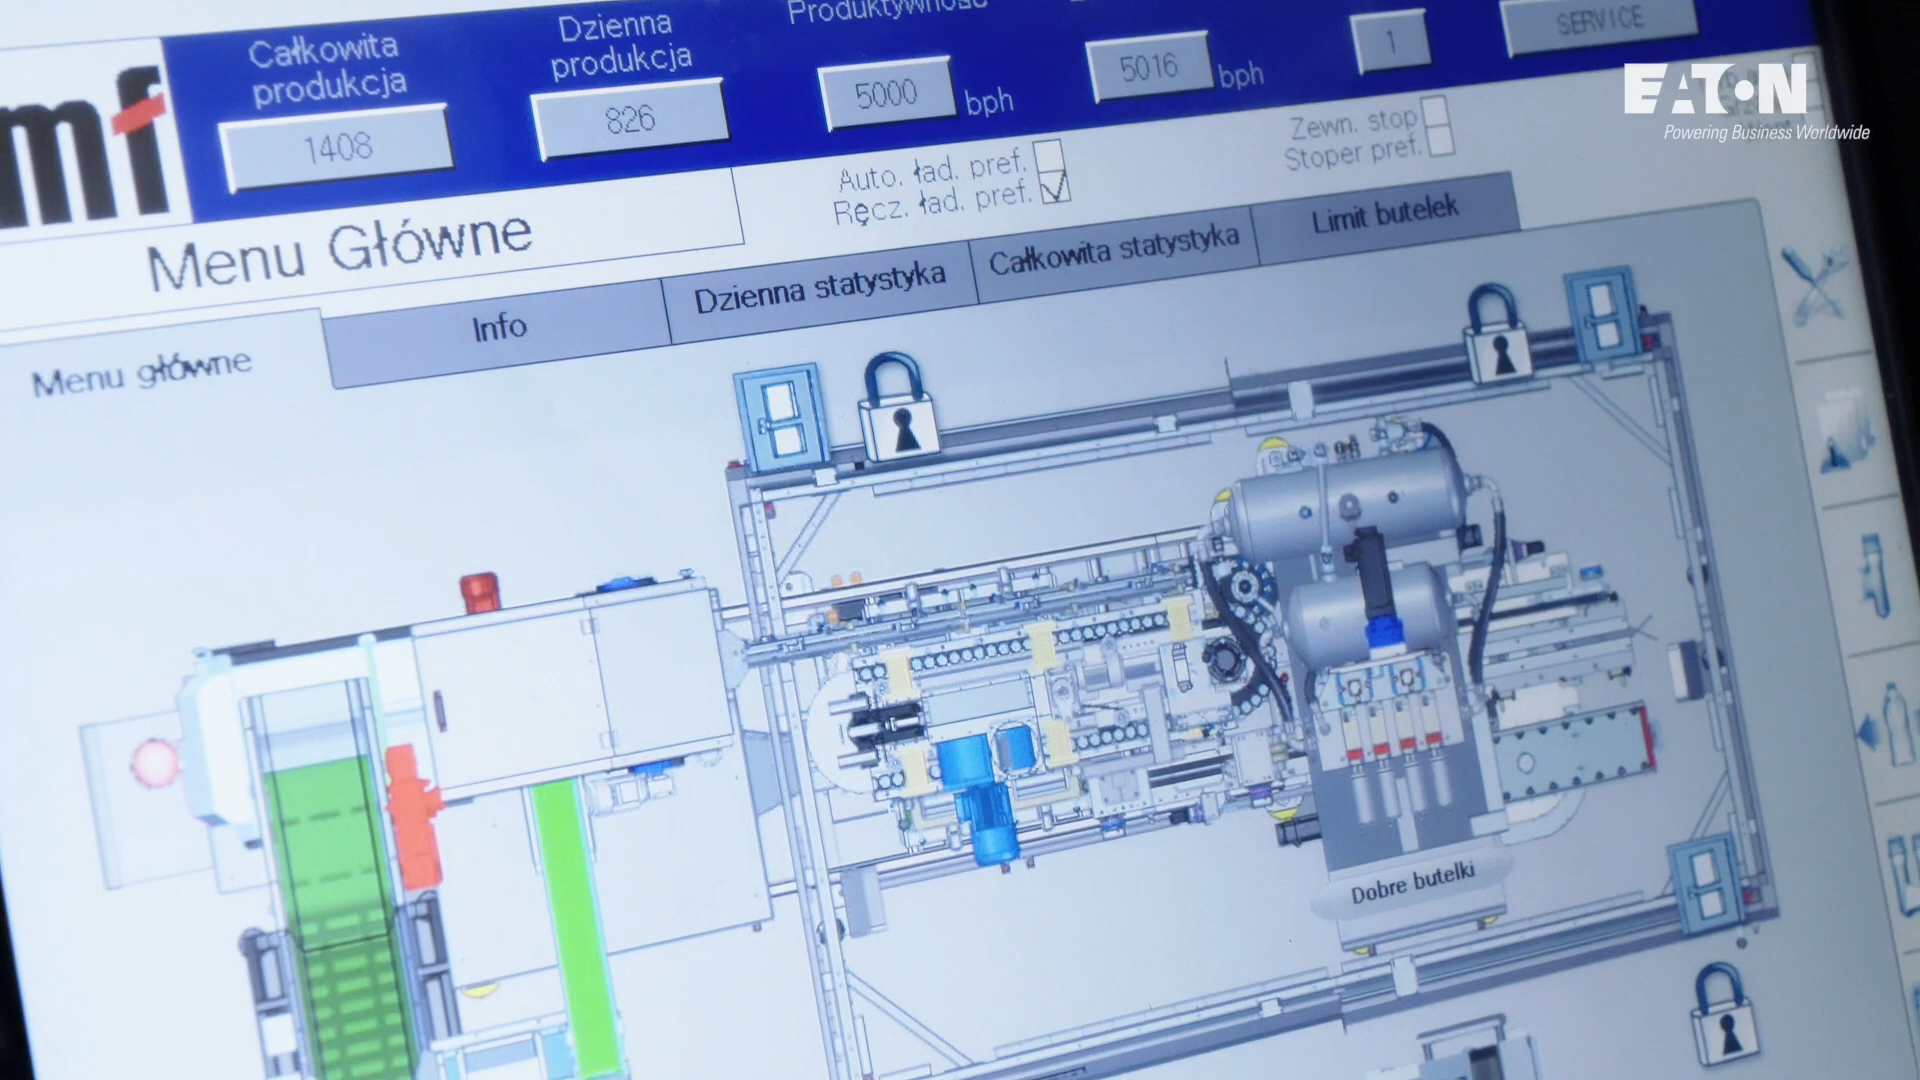 mf
Całkowita
produkcja
1408
Dzienna
produkcja
826
Produktywność
5000 bph
5016 bph
1
SERVICE
EATON
Powering Business Worldwide
Auto. ład. pref.
Ręcz. ład. pref.
Zewn. stop
Stoper pref.
Menu Główne
Menu główne
Info
Dzienna statystyka
Całkowita statystyka
Limit butelek
Dobre butelki